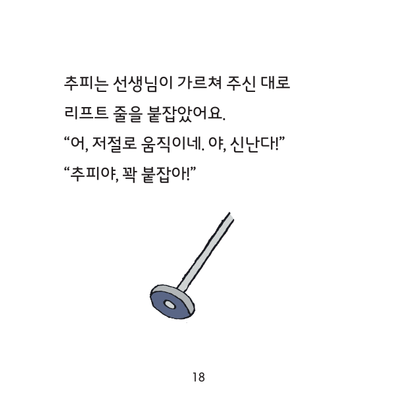 추피는 선생님이 가르쳐 주신 대로
리프트 줄을 붙잡았어요.
“어, 저절로 움직이네. 야, 신난다!”
“추피야, 꽉 붙잡아!”
18